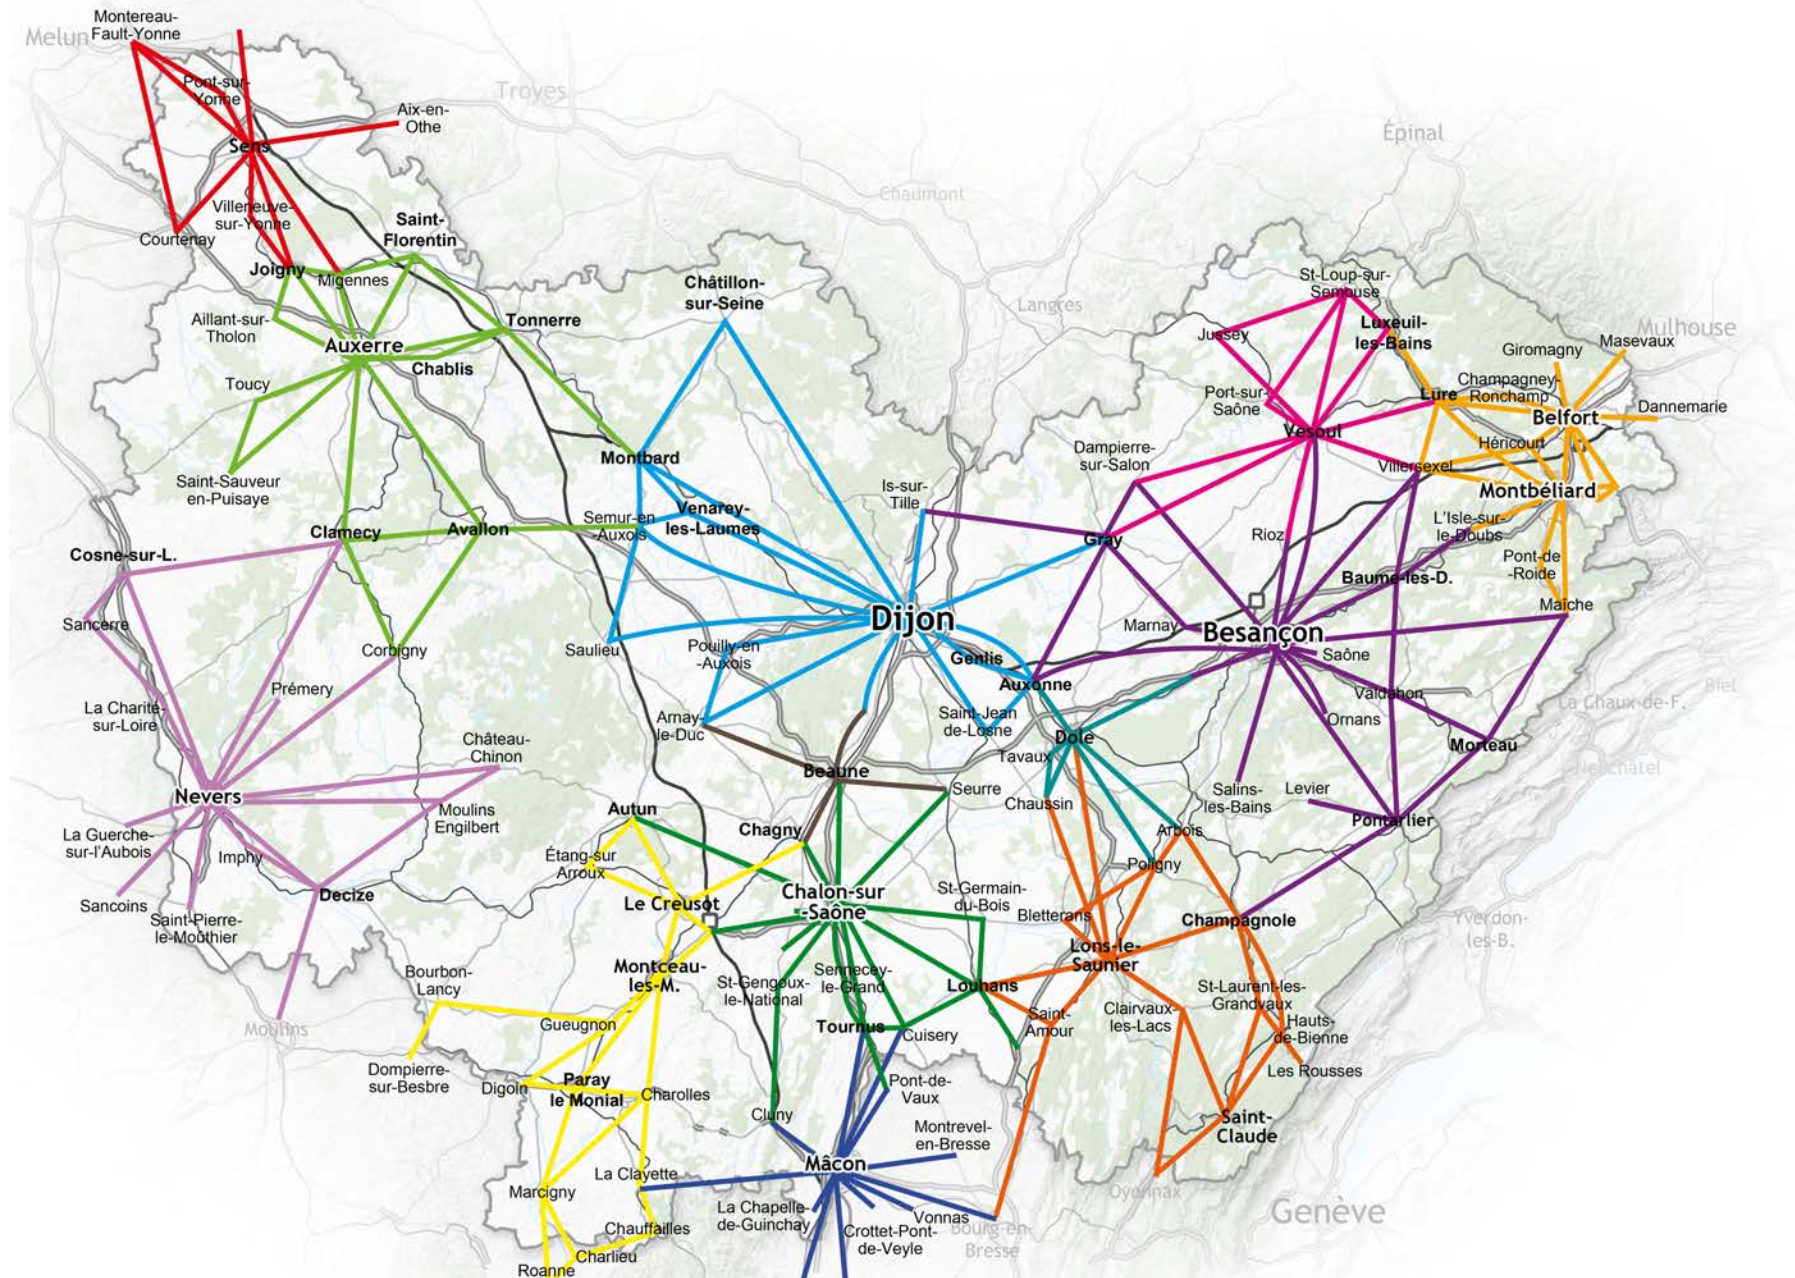 Montereau-
Fault-Yonne
Melun
Pont-sur-
Yonne
Troyes
Aix-en-
Othe
Sens
Épinal
Chaumont
Villeneuve-
sur-Yonne
Courtenay
Saint-
Florentin
Joigny
Migennes
Châtillon-
sur-Seine
Langres
St-Loup-sur-
Semouse
Luxeuil-
les-Bains
Jussey
Mulhouse
Masevaux
Giromagny
Aillant-sur-
Tholon
Tonnerre
Auxerre
Chablis
Toucy
Port-sur-
Saône
Lure
Champagney-
Ronchamp
Belfort
Dannemarie
Vesoul
Héricourt
Villersexel
Montbéliard
Dampierre-
sur-Salon
Montbard
Saint-Sauveur
en-Puisaye
Is-sur-
Tille
Semur-en
-Auxois
Venarey-
les-Laumes
Clamecy
Avallon
Gray
Rioz
L'Isle-sur-
le-Doubs
Pont-de
-Roide
Baume-les-D.
Maîche
Cosne-sur-L.
Sancerre
Dijon
Marnay
Besançon
Saône
Corbigny
Saulieu
Pouilly-en
-Auxois
Genlis
Auxonne
Valdahon
Ornans
La Chaux-de-F.
Biel
Prémery
La Charité-
sur-Loire
Arnay-
le-Duc
Saint-Jean
de-Losne
Dole
Tavaux
Morteau
Neuchâtel
Château-
Chinon
Nevers
Moulins
Engilbert
Beaune
Seurre
Chaussin
Salins-
les-Bains
Levier
Pontarlier
La Guerche-
sur-l'Aubois
Imphy
Autun
Chagny
Arbois
Poligny
Étang-sur
Arroux
Sancoins
Saint-Pierre-
le-Moûthier
Decize
Le Creusot
Chalon-sur
-Saône
St-Germain-
du-Bois
Bletterans
Champagnole
Yverdon-
les-B.
Lons-le-
Saunier
Bourbon-
Lancy
Montceau-
les-M.
St-Gengoux-
le-National
Sennecey-
le-Grand
Louhans
St-Laurent-les-
Grandvaux
Moulins
Gueugnon
Tournus
Cuisery
Saint-
Amour
Clairvaux-
les-Lacs
Hauts-
de-Bienne
Les Rousses
Dompierre-
sur-Besbre
Digoin
Paray
le Monial
Charolles
Pont-de-
Vaux
Cluny
Montrevel-
en-Bresse
Saint-
Claude
Mâcon
La Clayette
Marcigny
Oyonnax
Genève
La Chapelle-
de-Guinchay
Crottet-Pont-
de-Veyle
Vonnas
Bourg-en-
Bresse
Chauffailles
Charlieu
Roanne